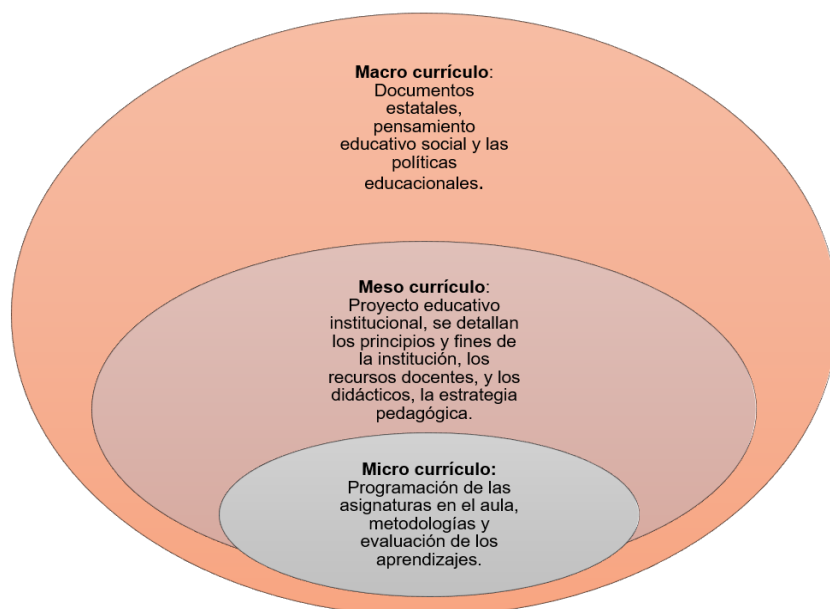 Macro currículo:
Documentos
estatales,
pensamiento
educativo social y las
políticas
educacionales.
Meso currículo:
Proyecto educativo
institucional, se detallan
los principios y fines de
la institución, los
recursos docentes, y los
didácticos, la estrategia
pedagógica.
Micro currículo:
Programación de las
asignaturas en el aula,
metodologías y
evaluación de los
aprendizajes.